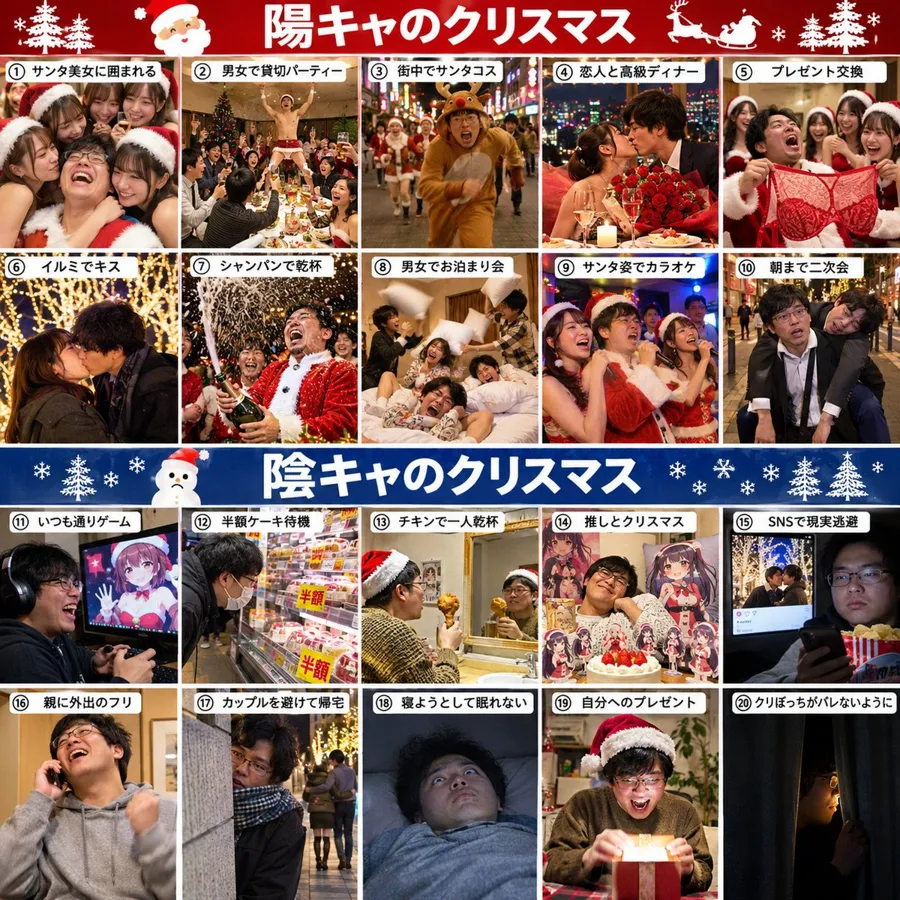 陽キャのクリスマス
① サンタ美女に囲まれる
② 男女で貸切パーティー
③ 街中でサンタコス
④ 恋人と高級ディナー
⑤ プレゼント交換
⑥ イルミでキス
⑦ シャンパンで乾杯
⑧ 男女でお泊まり会
⑨ サンタ姿でカラオケ
⑩ 朝まで二次会
陰キャのクリスマス
⑪ いつも通りゲーム
⑫ 半額ケーキ待機
半額
半額
⑬ チキンで一人乾杯
⑭ 推しとクリスマス
⑮ SNSで現実逃避
⑯ 親に外出のフリ
⑰ カップルを避けて帰宅
⑱ 寝ようとして眠れない
⑲ 自分へのプレゼント
⑳ クリぼっちがバレないように